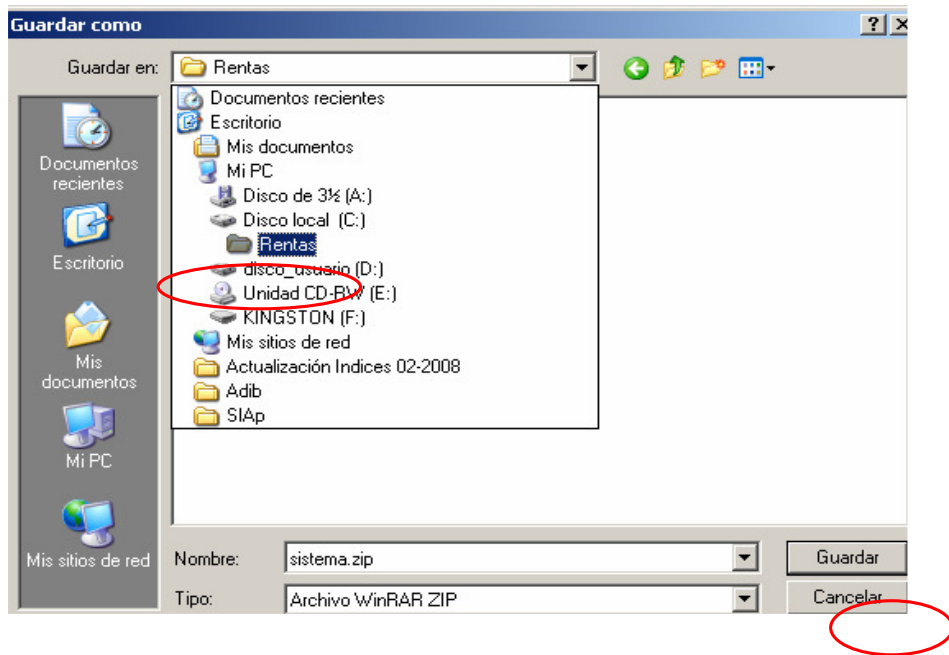 Guardar como
Guardar en: Rentas
Documentos recientes
Escritorio
Mis documentos
Mi PC
Disco de 3½ (A:)
Disco local (C:)
Rentas
disco_usuario (D:)
Unidad CD-RW (E:)
KINGSTON (F:)
Mis sitios de red
Actualización Indices 02-2008
Adib
SIAp
Documentos
recientes
Escritorio
Mis
documentos
Mi PC
Mis sitios de red
Nombre: sistema.zip Guardar
Tipo: Archivo WinRAR ZIP Cancelar